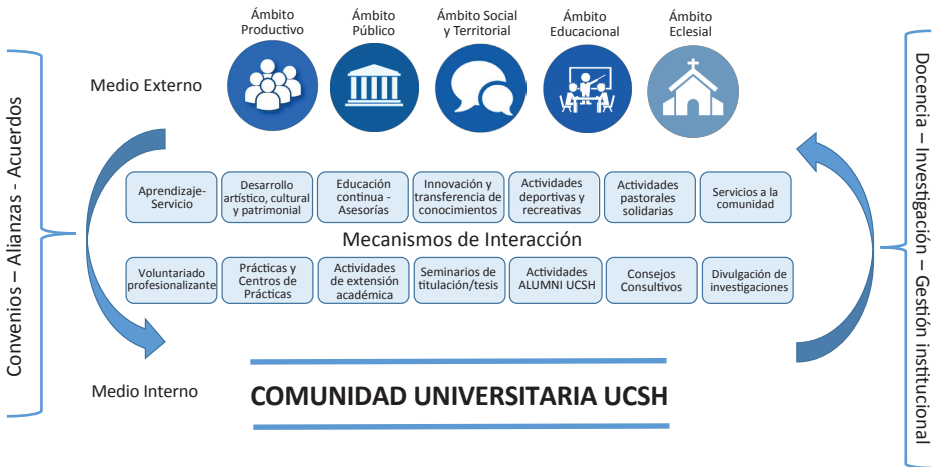 Ámbito
Productivo
Ámbito
Público
Ámbito Social
y Territorial
Ámbito
Educacional
Ámbito
Eclesial
Medio Externo
Convenios – Alianzas - Acuerdos
Docencia – Investigación – Gestión institucional
Aprendizaje-
Servicio
Desarrollo
artístico, cultural
y patrimonial
Educación
continua -
Asesorías
Innovación y
transferencia de
conocimientos
Actividades
deportivas y
recreativas
Actividades
pastorales
solidarias
Servicios a la
comunidad
Mecanismos de Interacción
Voluntariado
profesionalizante
Prácticas y
Centros de
Prácticas
Actividades
de extensión
académica
Seminarios de
titulación/tesis
Actividades
ALUMNI UCSH
Consejos
Consultivos
Divulgación de
investigaciones
Medio Interno
COMUNIDAD UNIVERSITARIA UCSH